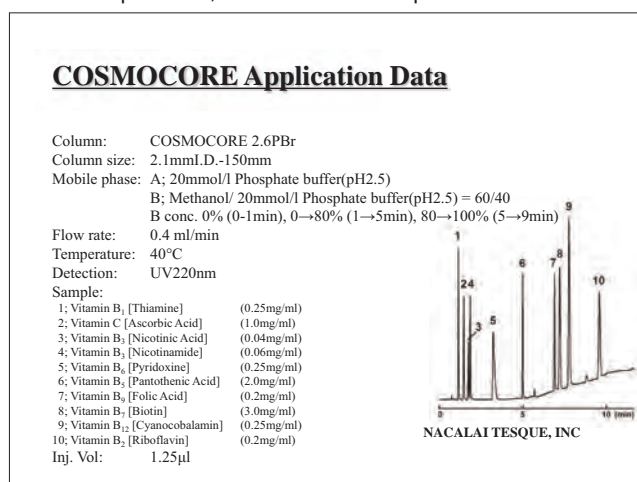 COSMOCORE Application Data
Column: COSMOCORE 2.6PBr
Column size: 2.1mmI.D.-150mm
Mobile phase: A; 20mmol/l Phosphate buffer(pH2.5)
B; Methanol/ 20mmol/l Phosphate buffer(pH2.5) = 60/40
B conc. 0% (0-1min), 0→80% (1→5min), 80→100% (5→9min)
Flow rate: 0.4 ml/min
Temperature: 40°C
Detection: UV220nm
Sample:
1; Vitamin B₁ [Thiamine] (0.25mg/ml)
2; Vitamin C [Ascorbic Acid] (1.0mg/ml)
3; Vitamin B₃ [Nicotinic Acid] (0.04mg/ml)
4; Vitamin B₃ [Nicotinamide] (0.06mg/ml)
5; Vitamin B₆ [Pyridoxine] (0.25mg/ml)
6; Vitamin B₅ [Pantothenic Acid] (2.0mg/ml)
7; Vitamin B₉ [Folic Acid] (0.2mg/ml)
8; Vitamin B₇ [Biotin] (3.0mg/ml)
9; Vitamin B₁₂ [Cyanocobalamin] (0.25mg/ml)
10; Vitamin B₂ [Riboflavin] (0.2mg/ml)
Inj. Vol: 1.25µl
9
1
8
6 7
24
10
3 5
0 5 10 (min)
NACALAI TESQUE, INC